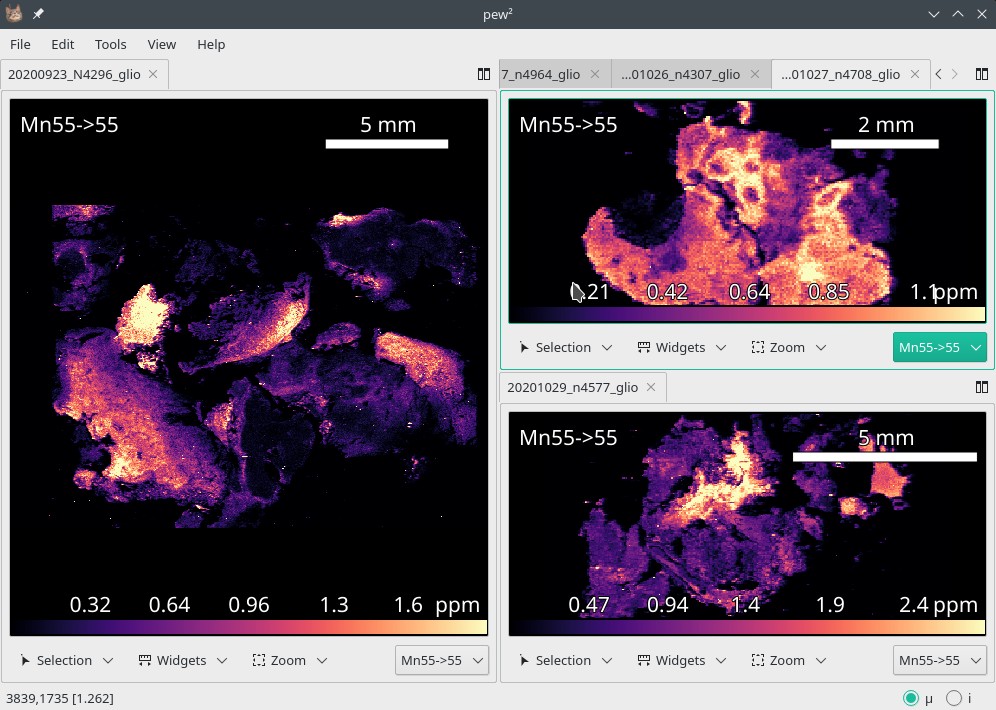 pew²
File Edit Tools View Help
20200923_N4296_glio
Mn55->55
5 mm
0.32 0.64 0.96 1.3 1.6 ppm
Selection Widgets Zoom Mn55->55
7_n4964_glio ...01026_n4307_glio ...01027_n4708_glio
Mn55->55
2 mm
0.21 0.42 0.64 0.85 1.1 ppm
Selection Widgets Zoom Mn55->55
20201029_n4577_glio
Mn55->55
5 mm
0.47 0.94 1.4 1.9 2.4 ppm
Selection Widgets Zoom Mn55->55
3839,1735 [1.262]
μ i